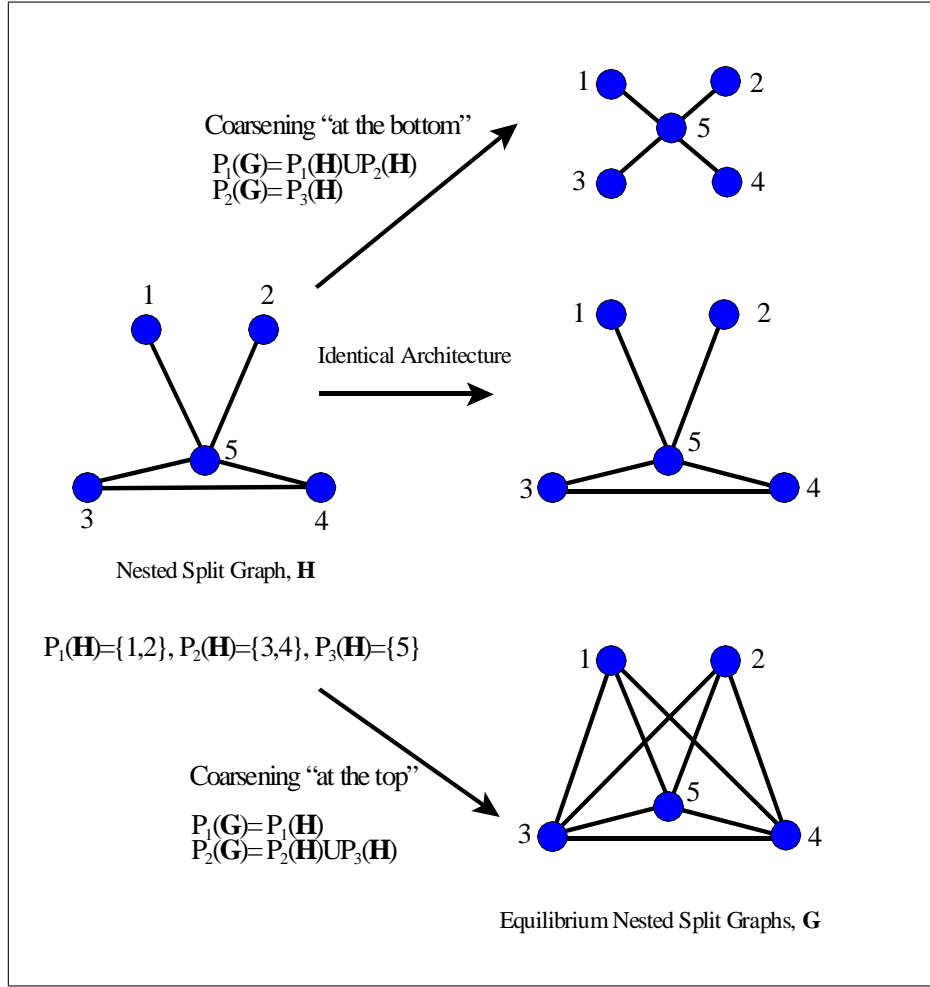 1
2
Coarsening “at the bottom”
5
P₁(G)=P₁(H)UP₂(H)
P₂(G)=P₃(H)
3
4
1
2
1
2
Identical Architecture
5
5
3
4
3
4
Nested Split Graph, H
P₁(H)={1,2}, P₂(H)={3,4}, P₃(H)={5}
1
2
Coarsening “at the top”
5
P₁(G)=P₁(H)
P₂(G)=P₂(H)UP₃(H)
3
4
Equilibrium Nested Split Graphs, G